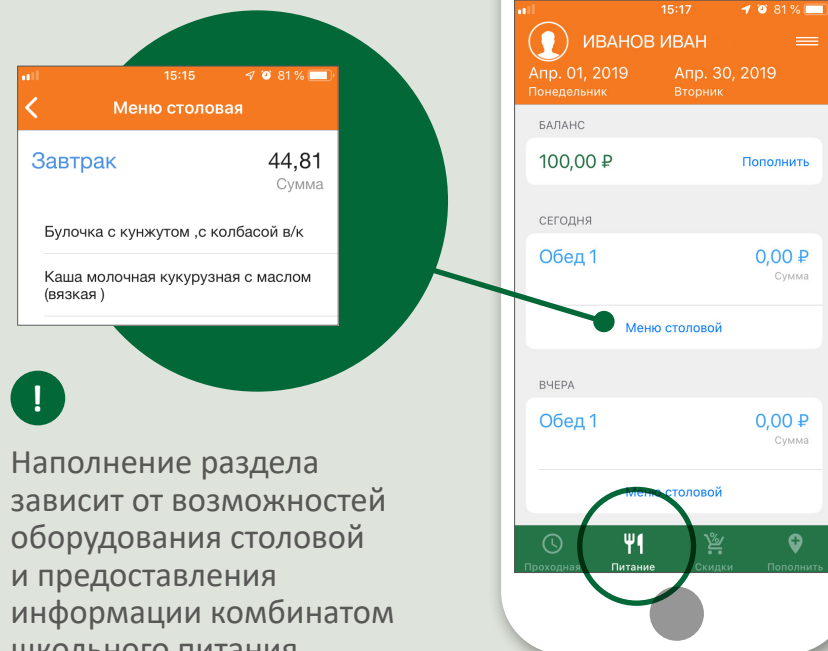 15:15
81 %
Меню столовая
Завтрак
44,81
Сумма
Булочка с кунжутом ,с колбасой в/к
Каша молочная кукурузная с маслом
(вязкая )
!
Наполнение раздела
зависит от возможностей
оборудования столовой
и предоставления
информации комбинатом
школьного питания
15:17
81 %
ИВАНОВ ИВАН
Апр. 01, 2019
Апр. 30, 2019
Понедельник
Вторник
БАЛАНС
100,00 ₽
Пополнить
СЕГОДНЯ
Обед 1
0,00 ₽
Сумма
Меню столовой
ВЧЕРА
Обед 1
0,00 ₽
Сумма
Меню столовой
Проходная
Питание
Скидки
Пополнить